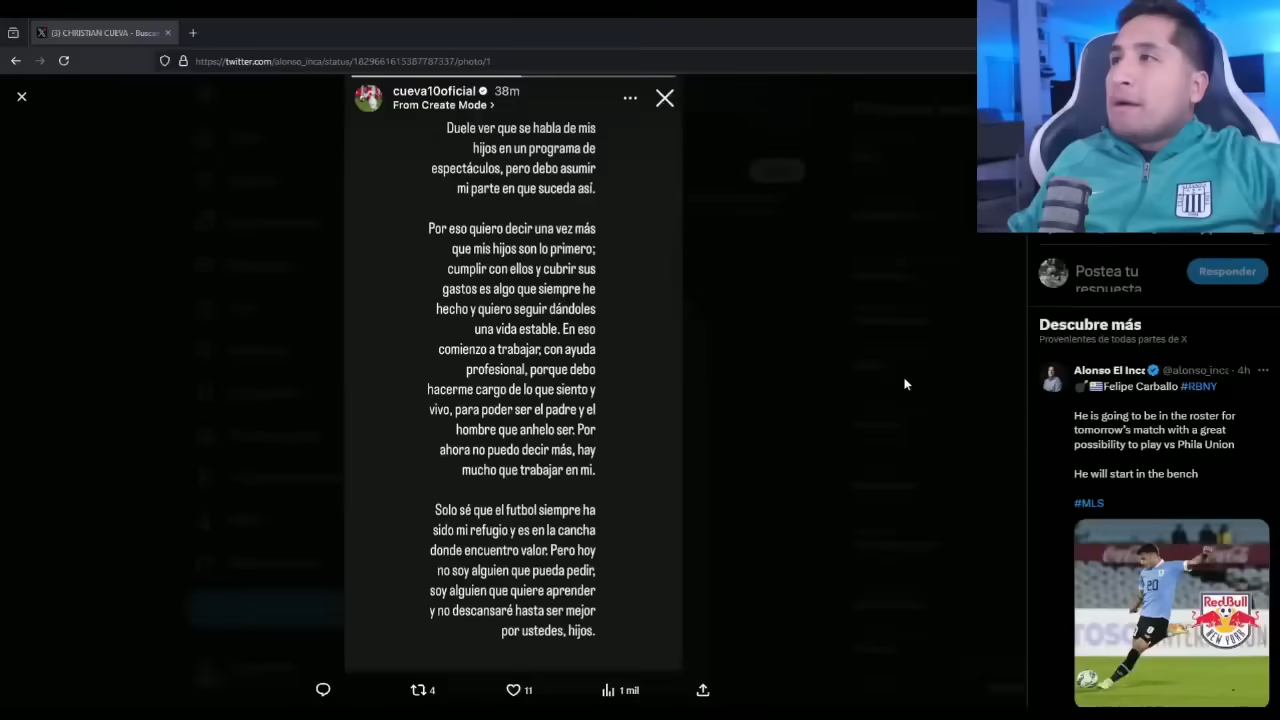 (3) CHRISTIAN CUEVA - Buscar
https://twitter.com/alonso_inca/status/1829661615387787337/photo/1
cueva10oficial 38m
From Create Mode >
Duele ver que se habla de mis
hijos en un programa de
espectáculos, pero debo asumir
mi parte en que suceda así.
Por eso quiero decir una vez más
que mis hijos son lo primero;
cumplir con ellos y cubrir sus
gastos es algo que siempre he
hecho y quiero seguir dándoles
una vida estable. En eso
comienzo a trabajar, con ayuda
profesional, porque debo
hacerme cargo de lo que siento y
vivo, para poder ser el padre y el
hombre que anhelo ser. Por
ahora no puedo decir más, hay
mucho que trabajar en mi.
Solo sé que el futbol siempre ha
sido mi refugio y es en la cancha
donde encuentro valor. Pero hoy
no soy alguien que pueda pedir,
soy alguien que quiere aprender
y no descansaré hasta ser mejor
por ustedes, hijos.
4
11
1 mil
Postea tu
respuesta
Responder
Descubre más
Provenientes de todas partes de X
Alonso El Inca @alonso_inca · 4h
Felipe Carballo #RBNY
He is going to be in the roster for
tomorrow's match with a great
possibility to play vs Phila Union
He will start in the bench
#MLS
20
Red Bull
NEW YORK